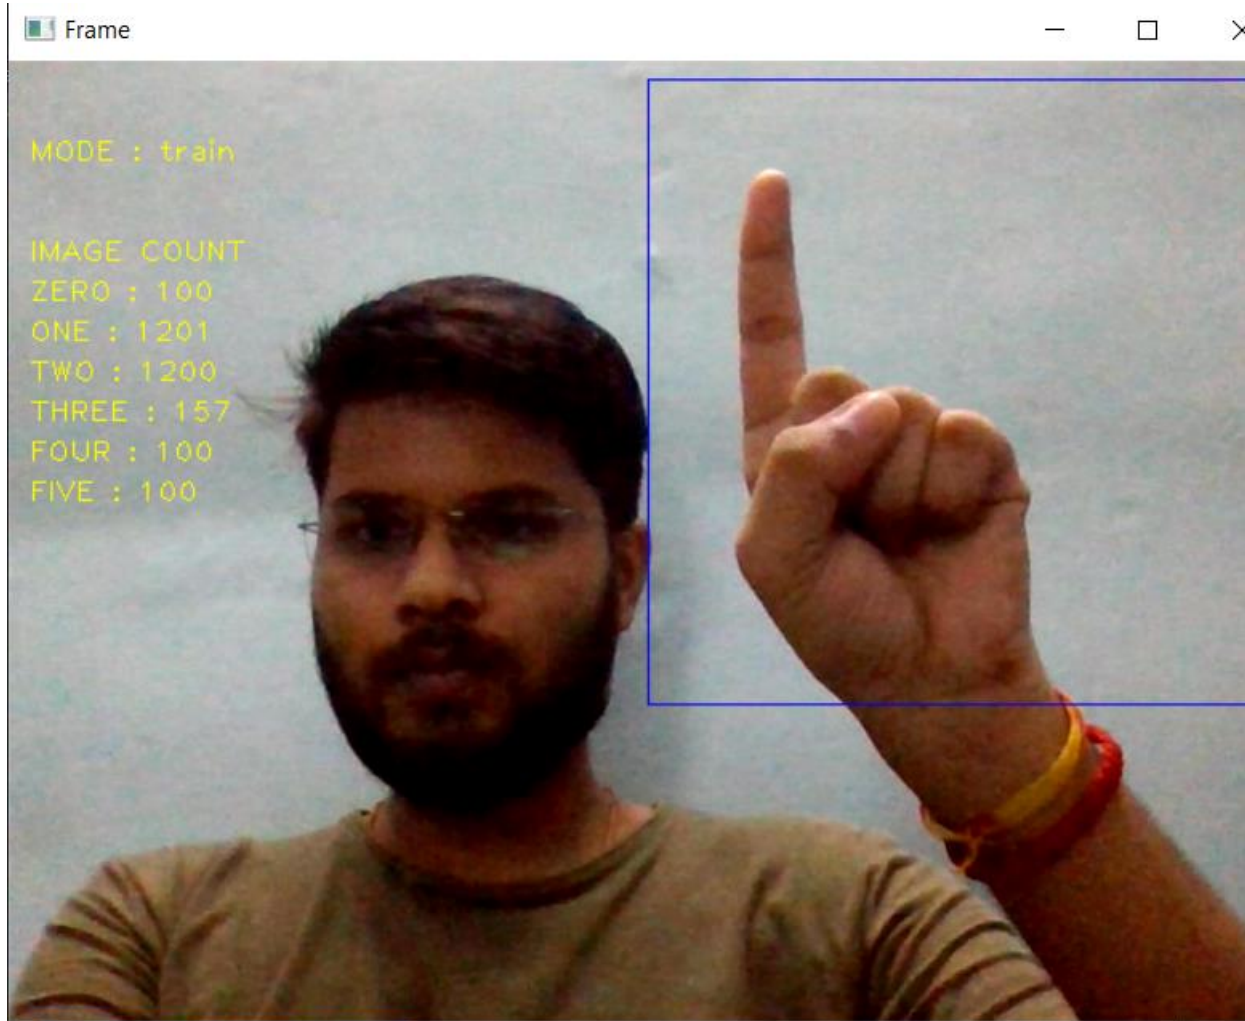 Frame
MODE : train
IMAGE COUNT
ZERO : 100
ONE : 1201
TWO : 1200
THREE : 157
FOUR : 100
FIVE : 100